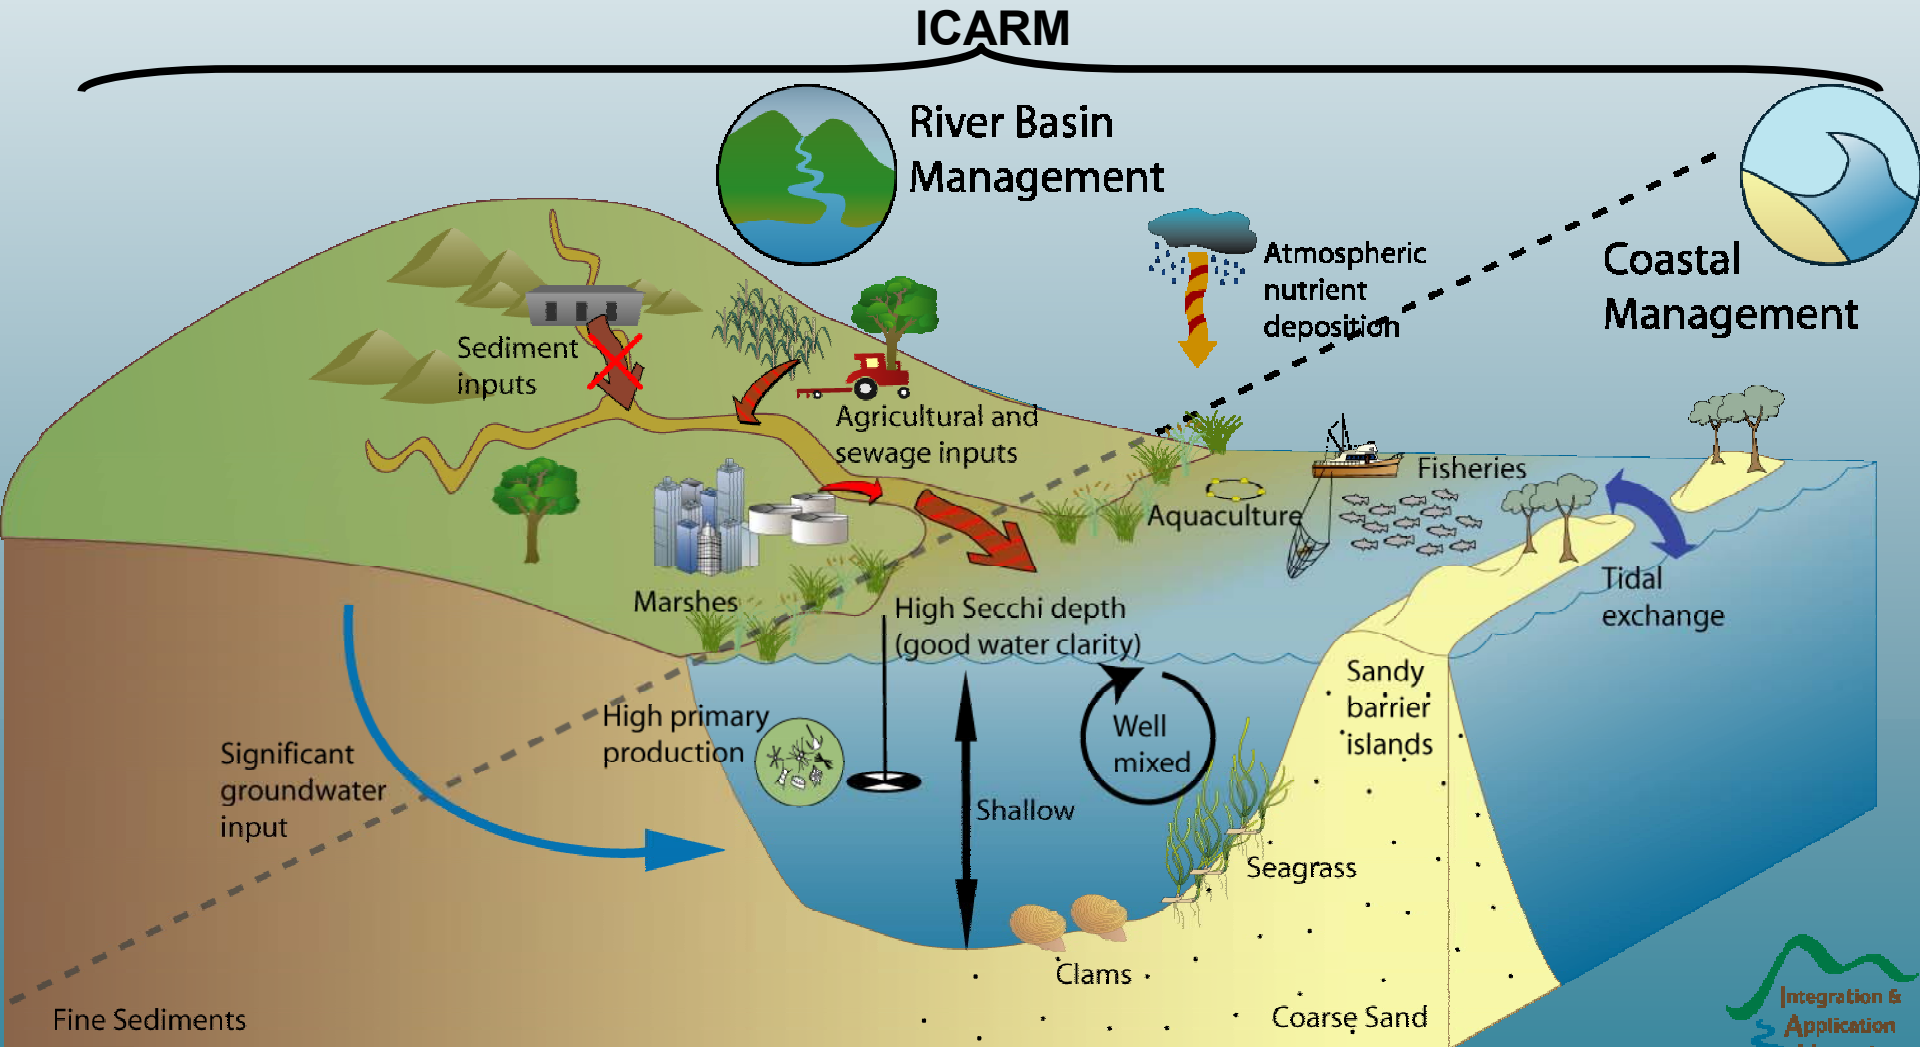 ICARM
River Basin
Management
Coastal
Management
Atmospheric
nutrient
deposition
Sediment
inputs
Agricultural and
sewage inputs
Fisheries
Aquaculture
Tidal
exchange
Marshes
High Secchi depth
(good water clarity)
Sandy
barrier
islands
High primary
production
Well
mixed
Significant
groundwater
input
Shallow
Seagrass
Clams
Fine Sediments
Coarse Sand
Integration &
Application